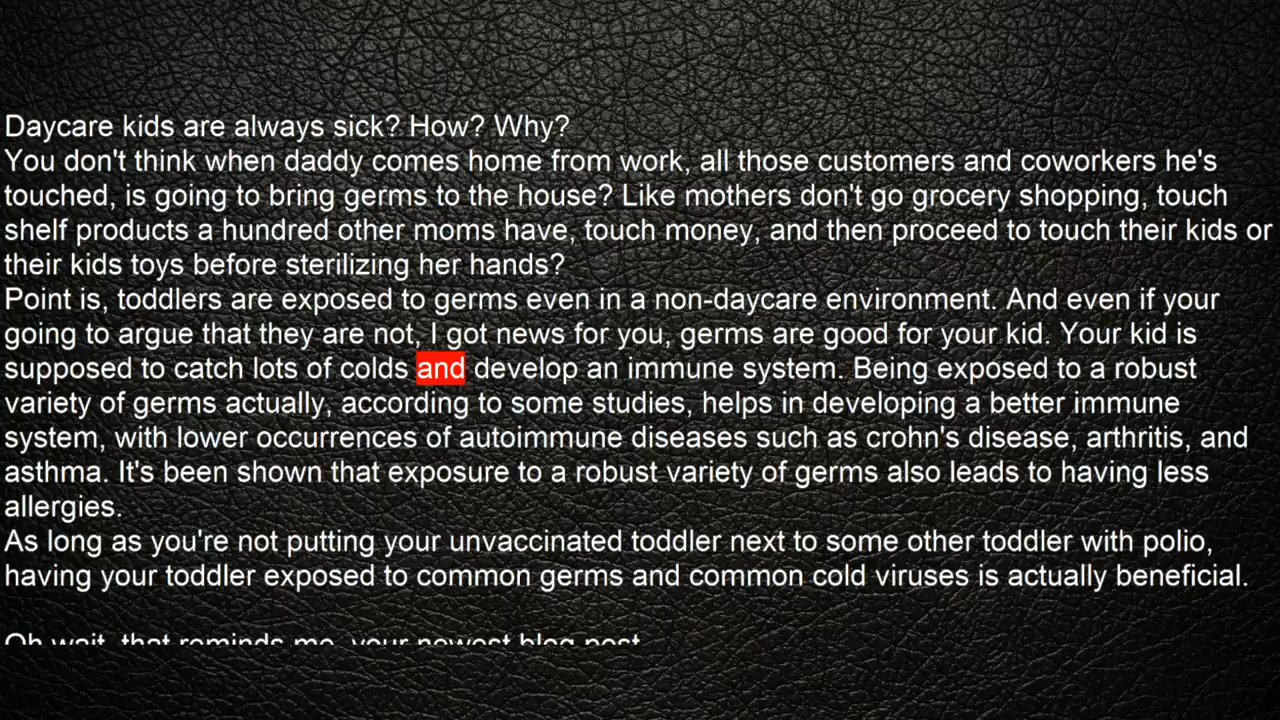 Daycare kids are always sick? How? Why?
You don't think when daddy comes home from work, all those customers and coworkers he's
touched, is going to bring germs to the house? Like mothers don't go grocery shopping, touch
shelf products a hundred other moms have, touch money, and then proceed to touch their kids or
their kids toys before sterilizing her hands?
Point is, toddlers are exposed to germs even in a non-daycare environment. And even if your
going to argue that they are not, I got news for you, germs are good for your kid. Your kid is
supposed to catch lots of colds and develop an immune system. Being exposed to a robust
variety of germs actually, according to some studies, helps in developing a better immune
system, with lower occurrences of autoimmune diseases such as crohn's disease, arthritis, and
asthma. It's been shown that exposure to a robust variety of germs also leads to having less
allergies.
As long as you're not putting your unvaccinated toddler next to some other toddler with polio,
having your toddler exposed to common germs and common cold viruses is actually beneficial.
Oh wait, that reminds me, your newest blog post